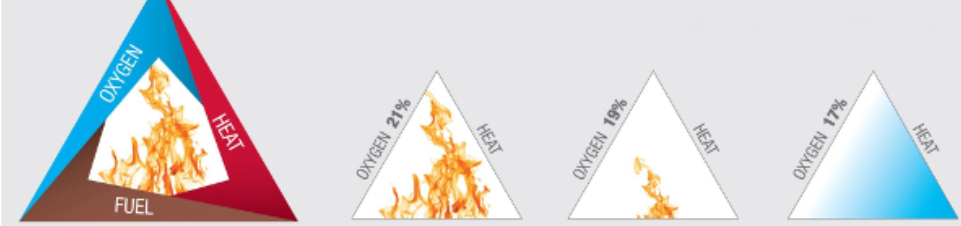 OXYGEN
HEAT
FUEL
OXYGEN 21%
HEAT
OXYGEN 19%
HEAT
OXYGEN 17%
HEAT